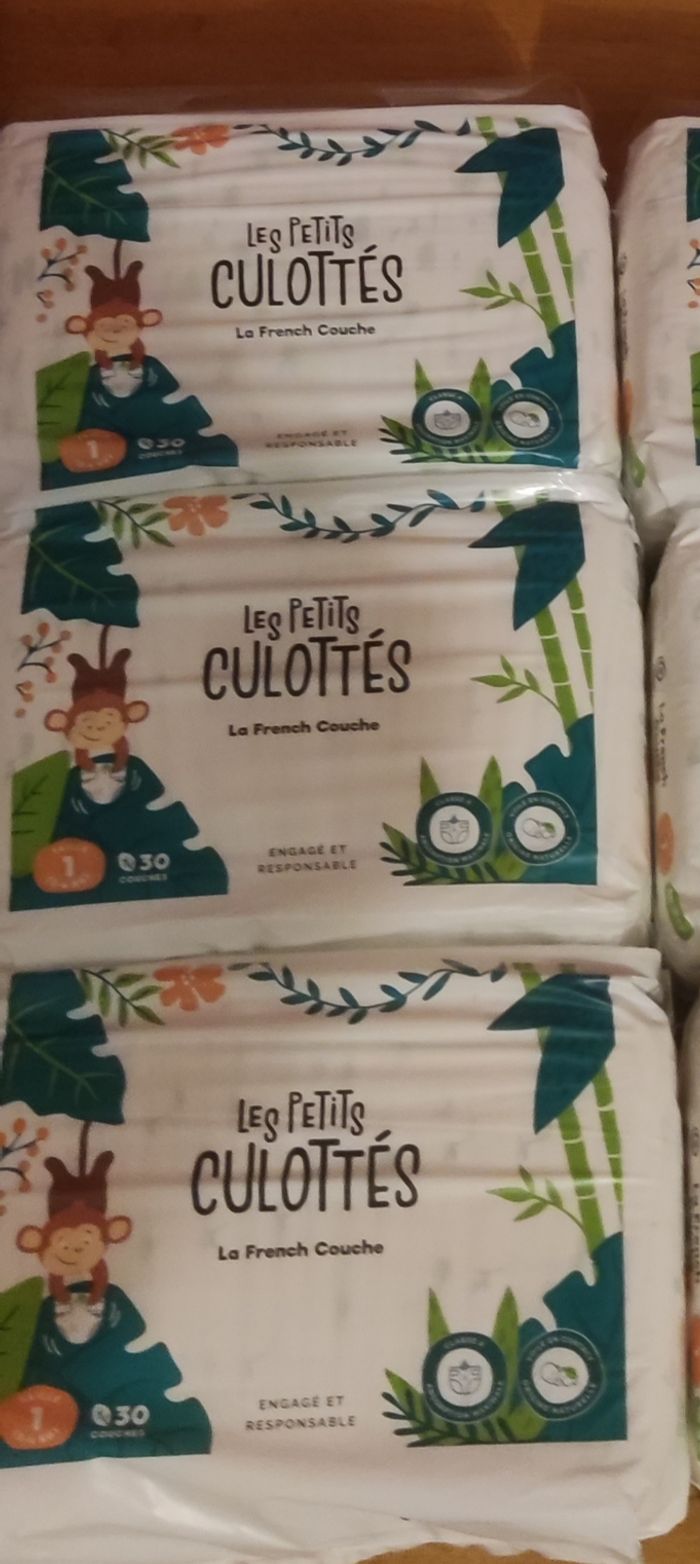 LES PETITS
CULOTTÉS
La French Couche
1
30
COUCHES
ENGAGÉ ET
RESPONSABLE
LES PETITS
CULOTTÉS
La French Couche
1
30
COUCHES
ENGAGÉ ET
RESPONSABLE
LES PETITS
CULOTTÉS
La French Couche
1
30
COUCHES
ENGAGÉ ET
RESPONSABLE